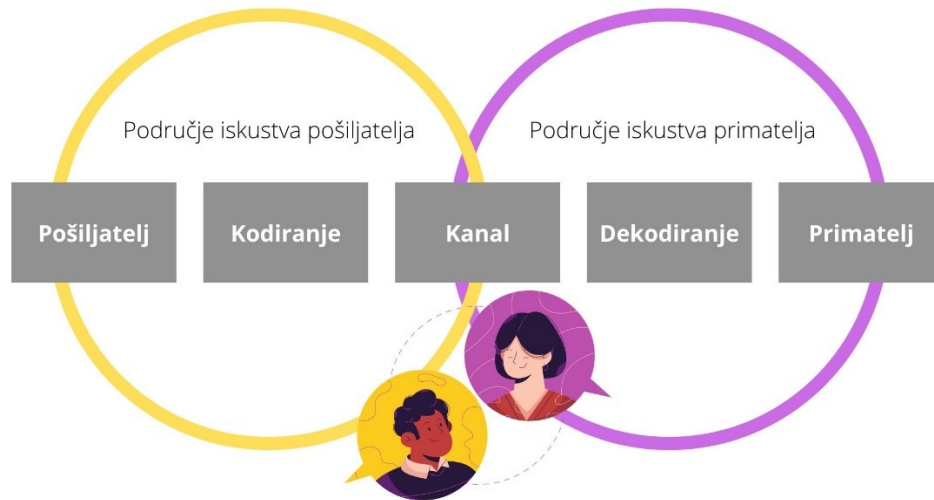 Područje iskustva pošiljatelja
Područje iskustva primatelja
Pošiljatelj
Kodiranje
Kanal
Dekodiranje
Primatelj